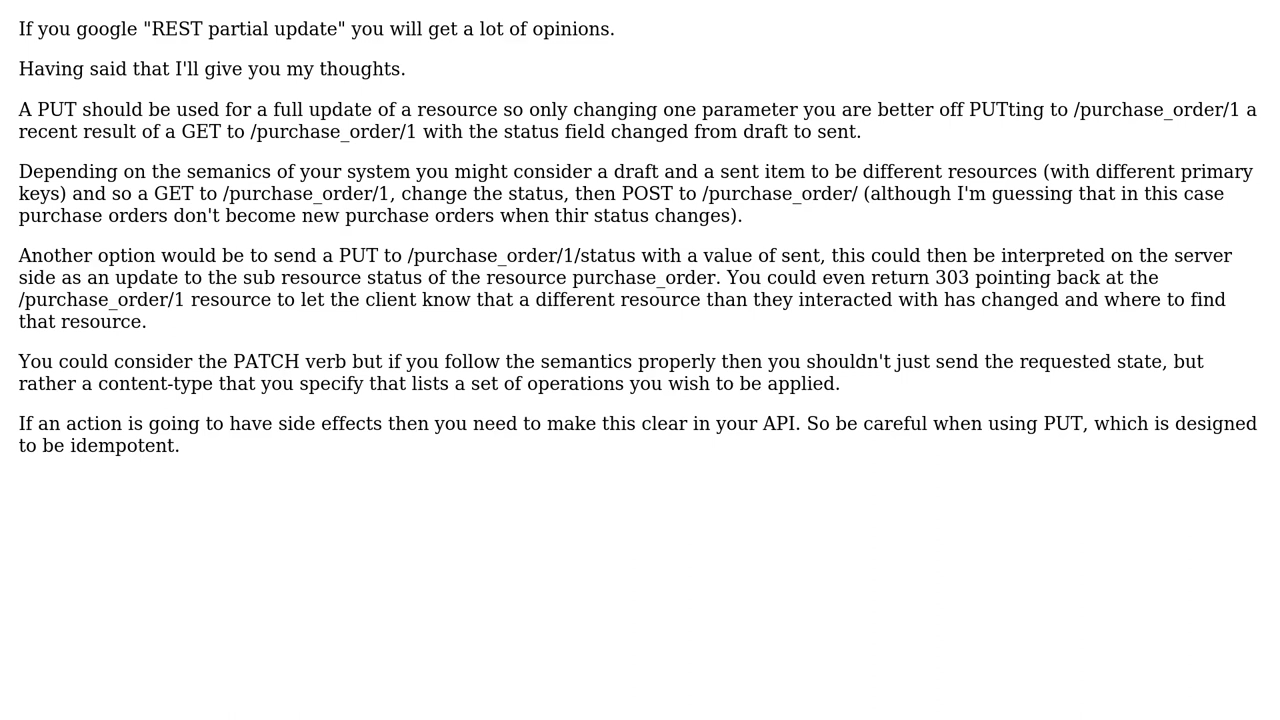 If you google "REST partial update" you will get a lot of opinions.
Having said that I'll give you my thoughts.
A PUT should be used for a full update of a resource so only changing one parameter you are better off PUTting to /purchase_order/1 a
recent result of a GET to /purchase_order/1 with the status field changed from draft to sent.
Depending on the semanics of your system you might consider a draft and a sent item to be different resources (with different primary
keys) and so a GET to /purchase_order/1, change the status, then POST to /purchase_order/ (although I'm guessing that in this case
purchase orders don't become new purchase orders when thir status changes).
Another option would be to send a PUT to /purchase_order/1/status with a value of sent, this could then be interpreted on the server
side as an update to the sub resource status of the resource purchase_order. You could even return 303 pointing back at the
/purchase_order/1 resource to let the client know that a different resource than they interacted with has changed and where to find
that resource.
You could consider the PATCH verb but if you follow the semantics properly then you shouldn't just send the requested state, but
rather a content-type that you specify that lists a set of operations you wish to be applied.
If an action is going to have side effects then you need to make this clear in your API. So be careful when using PUT, which is designed
to be idempotent.